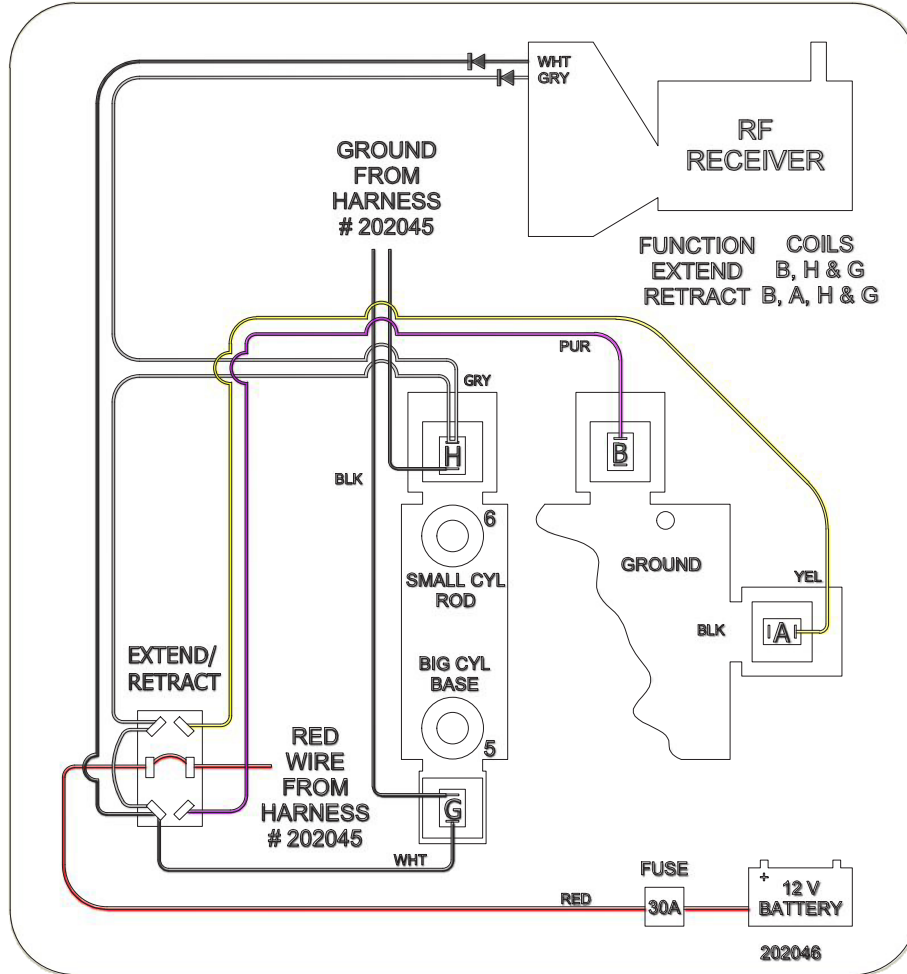 WHT
GRY
RF
RECEIVER
GROUND
FROM
HARNESS
# 202045
FUNCTION COILS
EXTEND B, H & G
RETRACT B, A, H & G
PUR
GRY
H
B
BLK
6
SMALL CYL
ROD
GROUND
YEL
BLK
A
EXTEND/
RETRACT
BIG CYL
BASE
5
RED
WIRE
FROM
HARNESS
# 202045
G
WHT
RED
FUSE
30A
+
12 V
BATTERY
202046